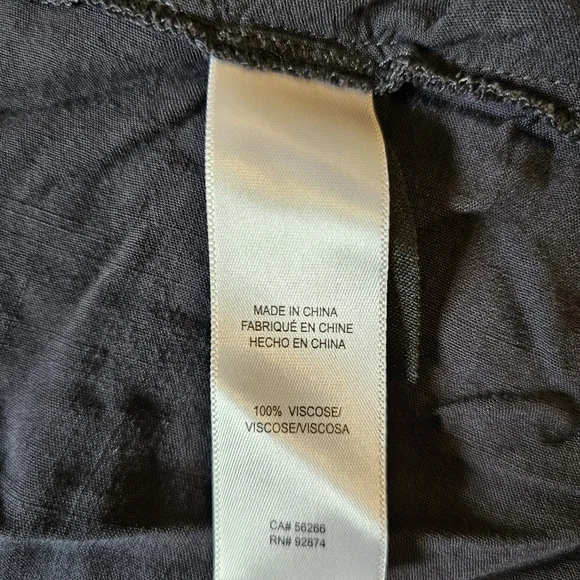 MADE IN CHINA
FABRIQUÉ EN CHINE
HECHO EN CHINA
100% VISCOSE/
VISCOSE/VISCOSA
CA# 56266
RN# 92874